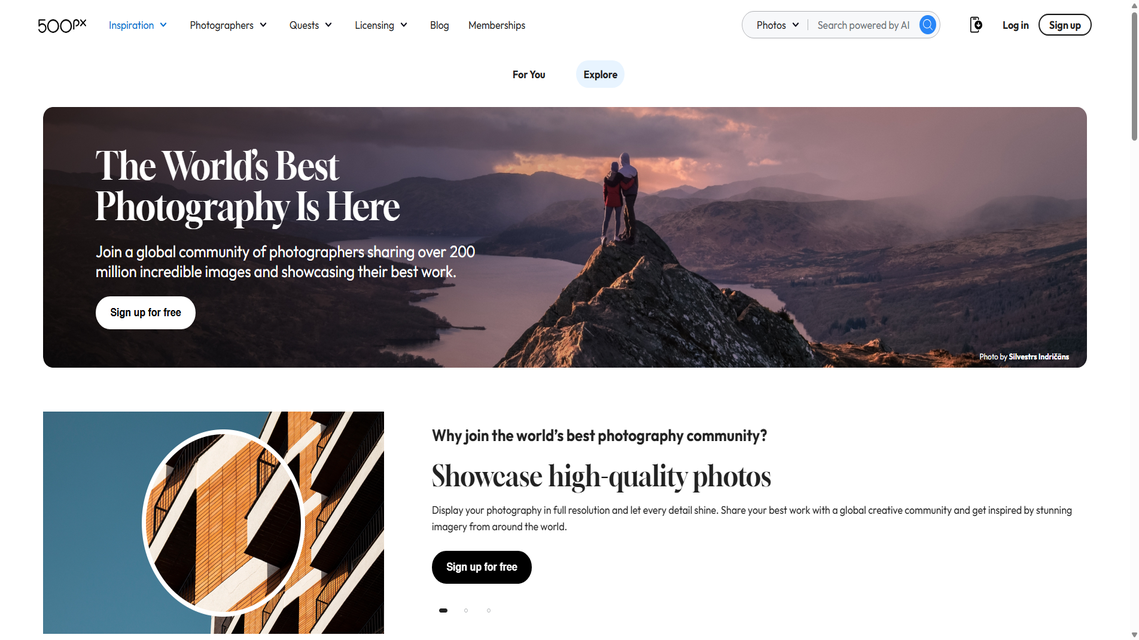 500px
Inspiration
Photographers
Quests
Licensing
Blog
Memberships
Photos
Search powered by AI
Log in
Sign up
For You
Explore
The World's Best
Photography Is Here
Join a global community of photographers sharing over 200
million incredible images and showcasing their best work.
Sign up for free
Photo by Silvestrs Indričāns
Why join the world's best photography community?
Showcase high-quality photos
Display your photography in full resolution and let every detail shine. Share your best work with a global creative community and get inspired by stunning
imagery from around the world.
Sign up for free